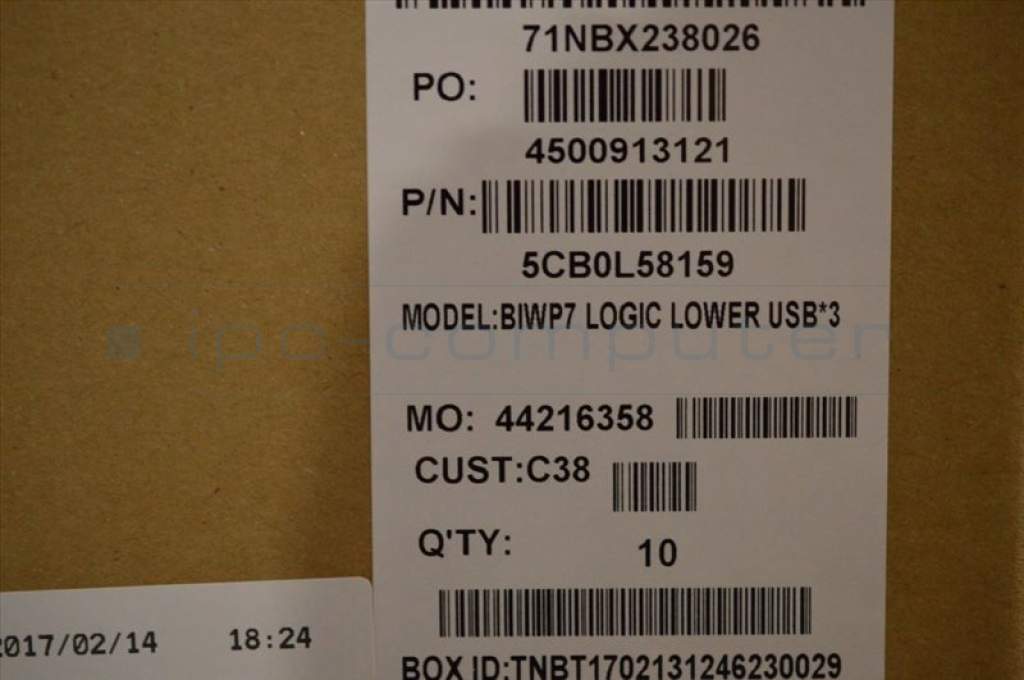 71NBX238026
PO:
4500913121
P/N:
5CB0L58159
MODEL:BIWP7 LOGIC LOWER USB*3
ipc-computer
MO: 44216358
CUST:C38
Q'TY: 10
2017/02/14 18:24
BOX ID:TNBT1702131246230029